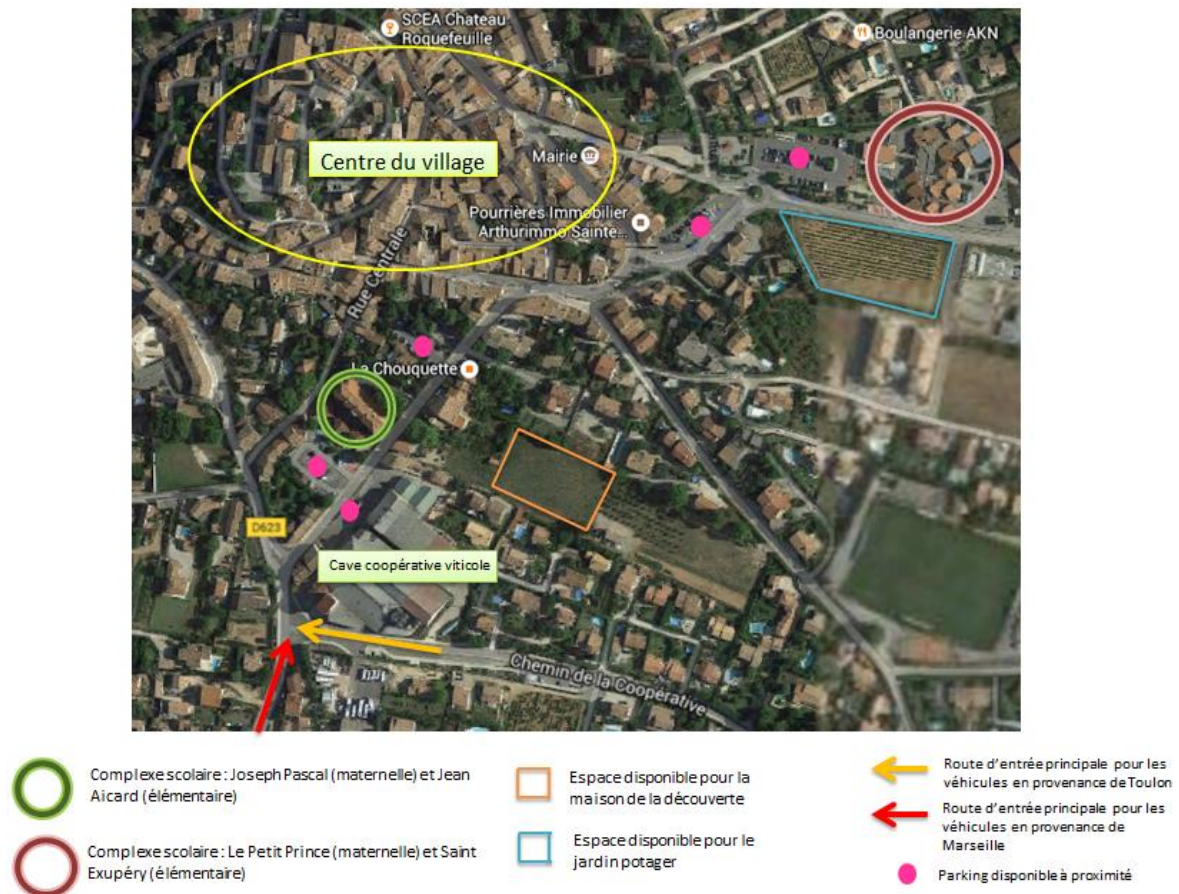 SCEA Chateau
Roquefeuille
Boulangerie AKN
Centre du village
Mairie
Pourrières Immobilier
Arthurimmo Sainte...
Rue Centrale
La Chouquette
D623
Cave coopérative viticole
Chemin de la Coopérative
Complexe scolaire : Joseph Pascal (maternelle) et Jean
Aicard (élémentaire)
Complexe scolaire : Le Petit Prince (maternelle) et Saint
Exupéry (élémentaire)
Espace disponible pour la
maison de la découverte
Espace disponible pour le
jardin potager
Route d'entrée principale pour les
véhicules en provenance de Toulon
Route d'entrée principale pour les
véhicules en provenance de
Marseille
Parking disponible à proximité